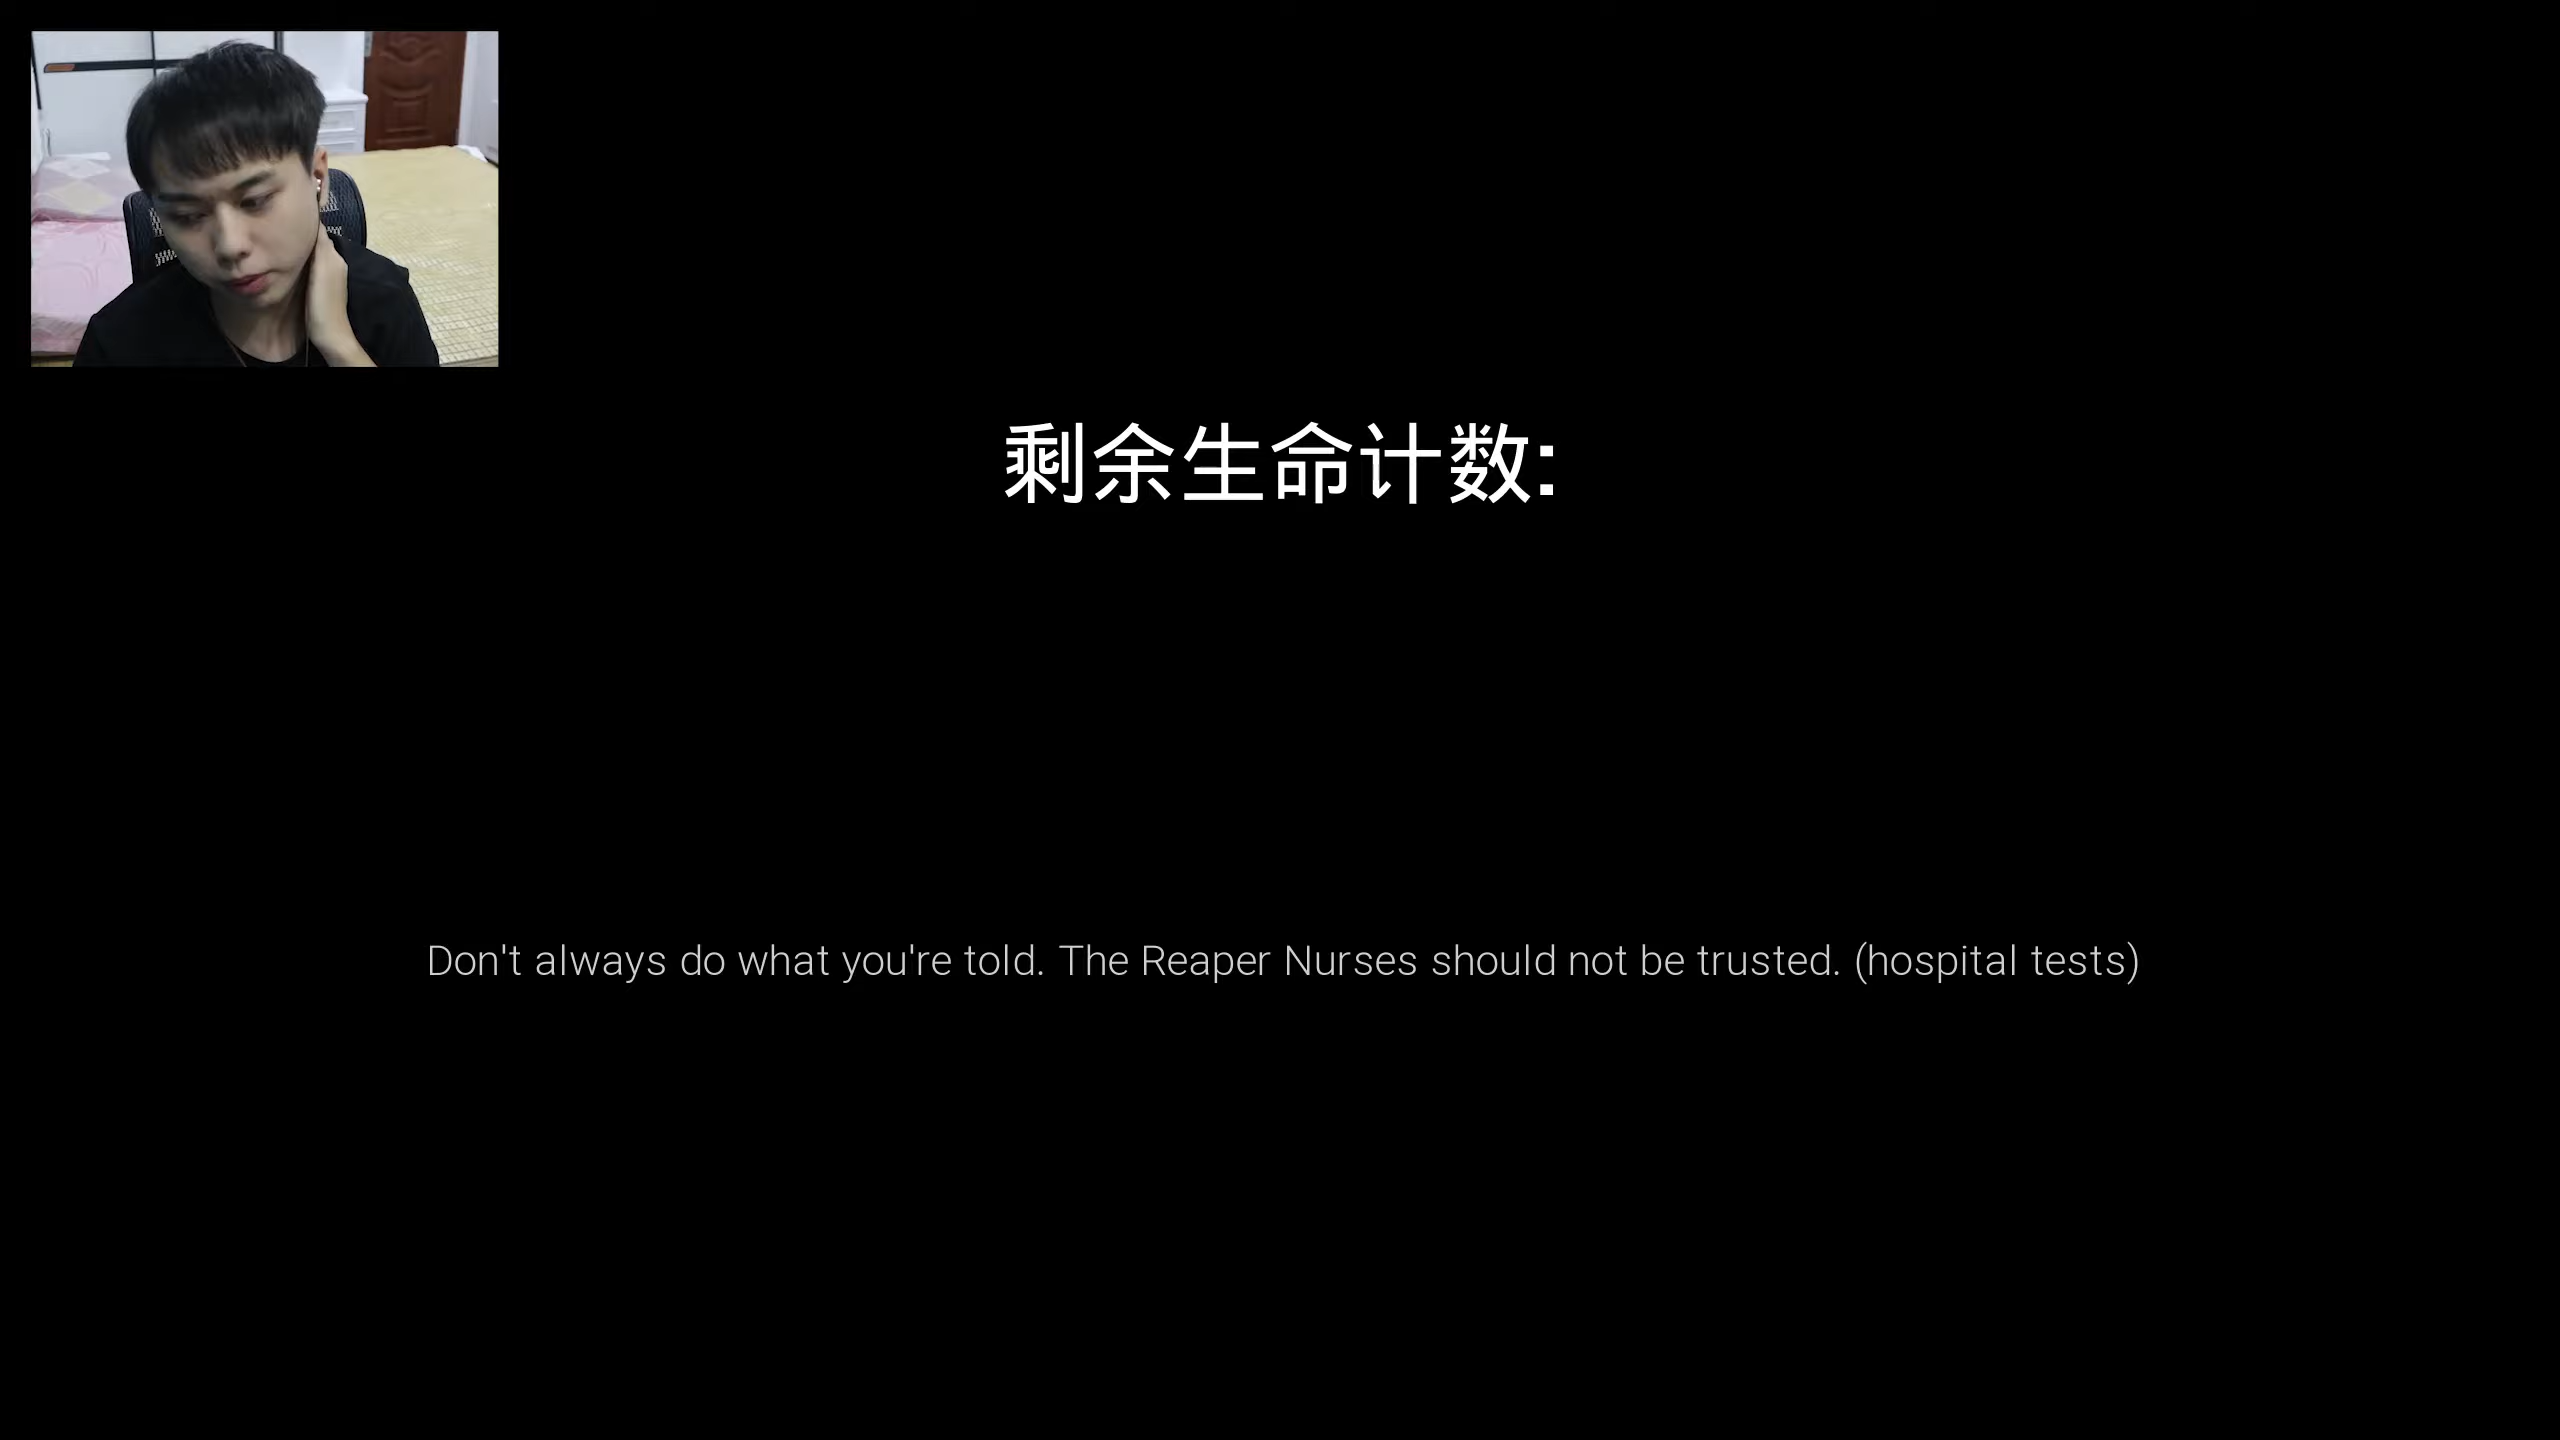 剩余生命计数:
Don't always do what you're told. The Reaper Nurses should not be trusted. (hospital tests)